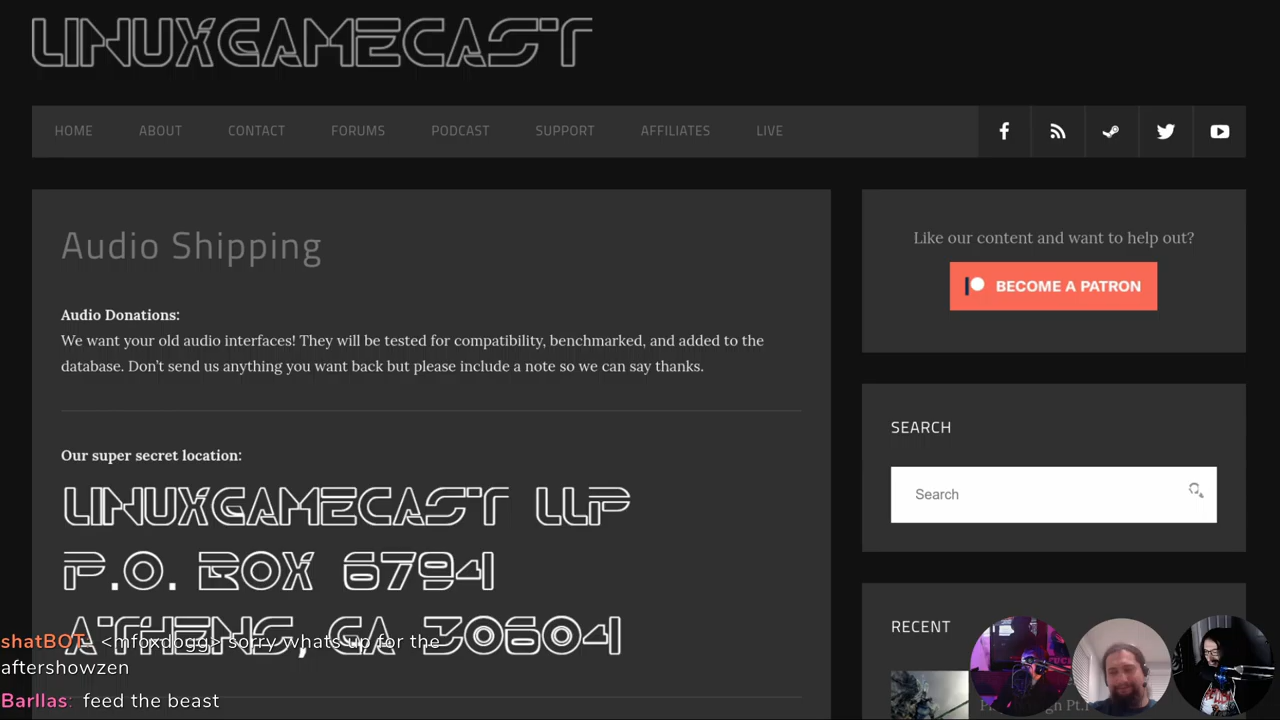 LINUXGAMECAST
HOME ABOUT CONTACT FORUMS PODCAST SUPPORT AFFILIATES LIVE
Audio Shipping
Audio Donations:
We want your old audio interfaces! They will be tested for compatibility, benchmarked, and added to the
database. Don’t send us anything you want back but please include a note so we can say thanks.
Our super secret location:
LINUXGAMECAST LLP
P.O. BOX 6794
ATHENS, GA 30604
shatBOT: <mfoxdogg> sorry whats up for the
aftershowzen
Barllas: feed the beast
Like our content and want to help out?
BECOME A PATRON
SEARCH
Search
RECENT